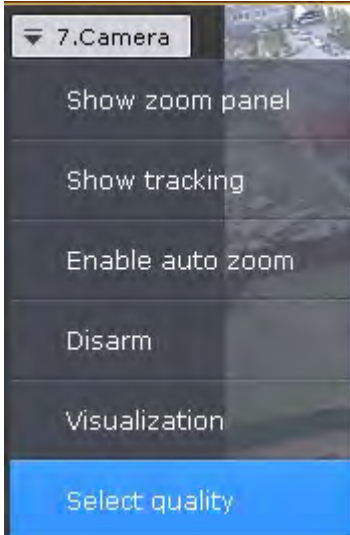 7.Camera
Show zoom panel
Show tracking
Enable auto zoom
Disarm
Visualization
Select quality